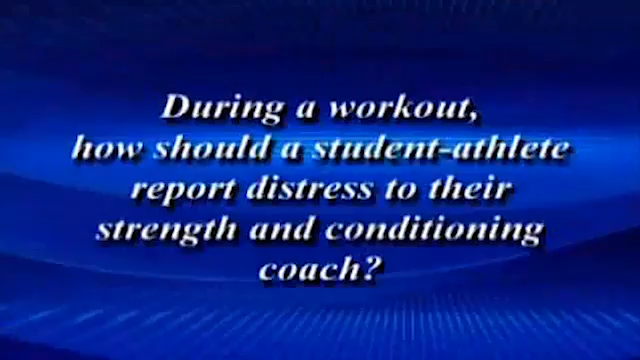 During a workout,
how should a student-athlete
report distress to their
strength and conditioning
coach?